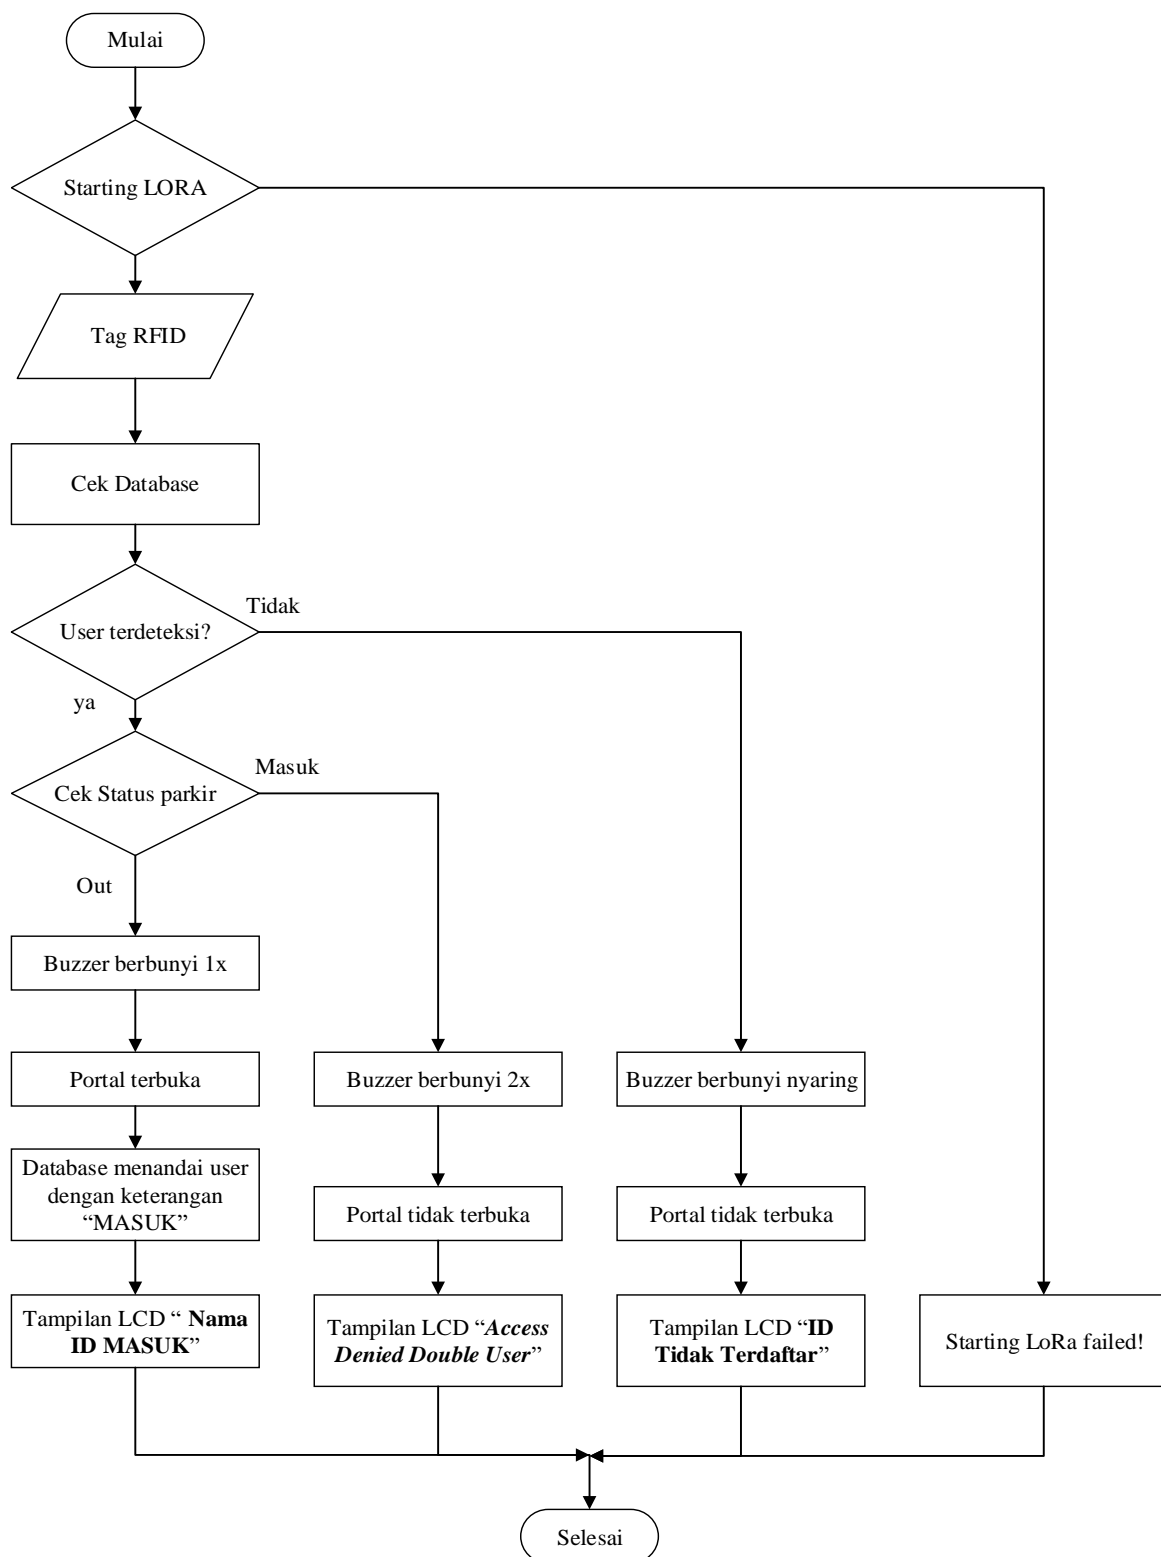 Mulai
Starting LORA
Tag RFID
Cek Database
Tidak
User terdeteksi?
ya
Masuk
Cek Status parkir
Out
Buzzer berbunyi 1x
Portal terbuka
Buzzer berbunyi 2x
Buzzer berbunyi nyaring
Database menandai user
dengan keterangan
“MASUK”
Portal tidak terbuka
Portal tidak terbuka
Tampilan LCD “ Nama
ID MASUK”
Tampilan LCD “Access
Denied Double User”
Tampilan LCD “ID
Tidak Terdaftar”
Starting LoRa failed!
Selesai